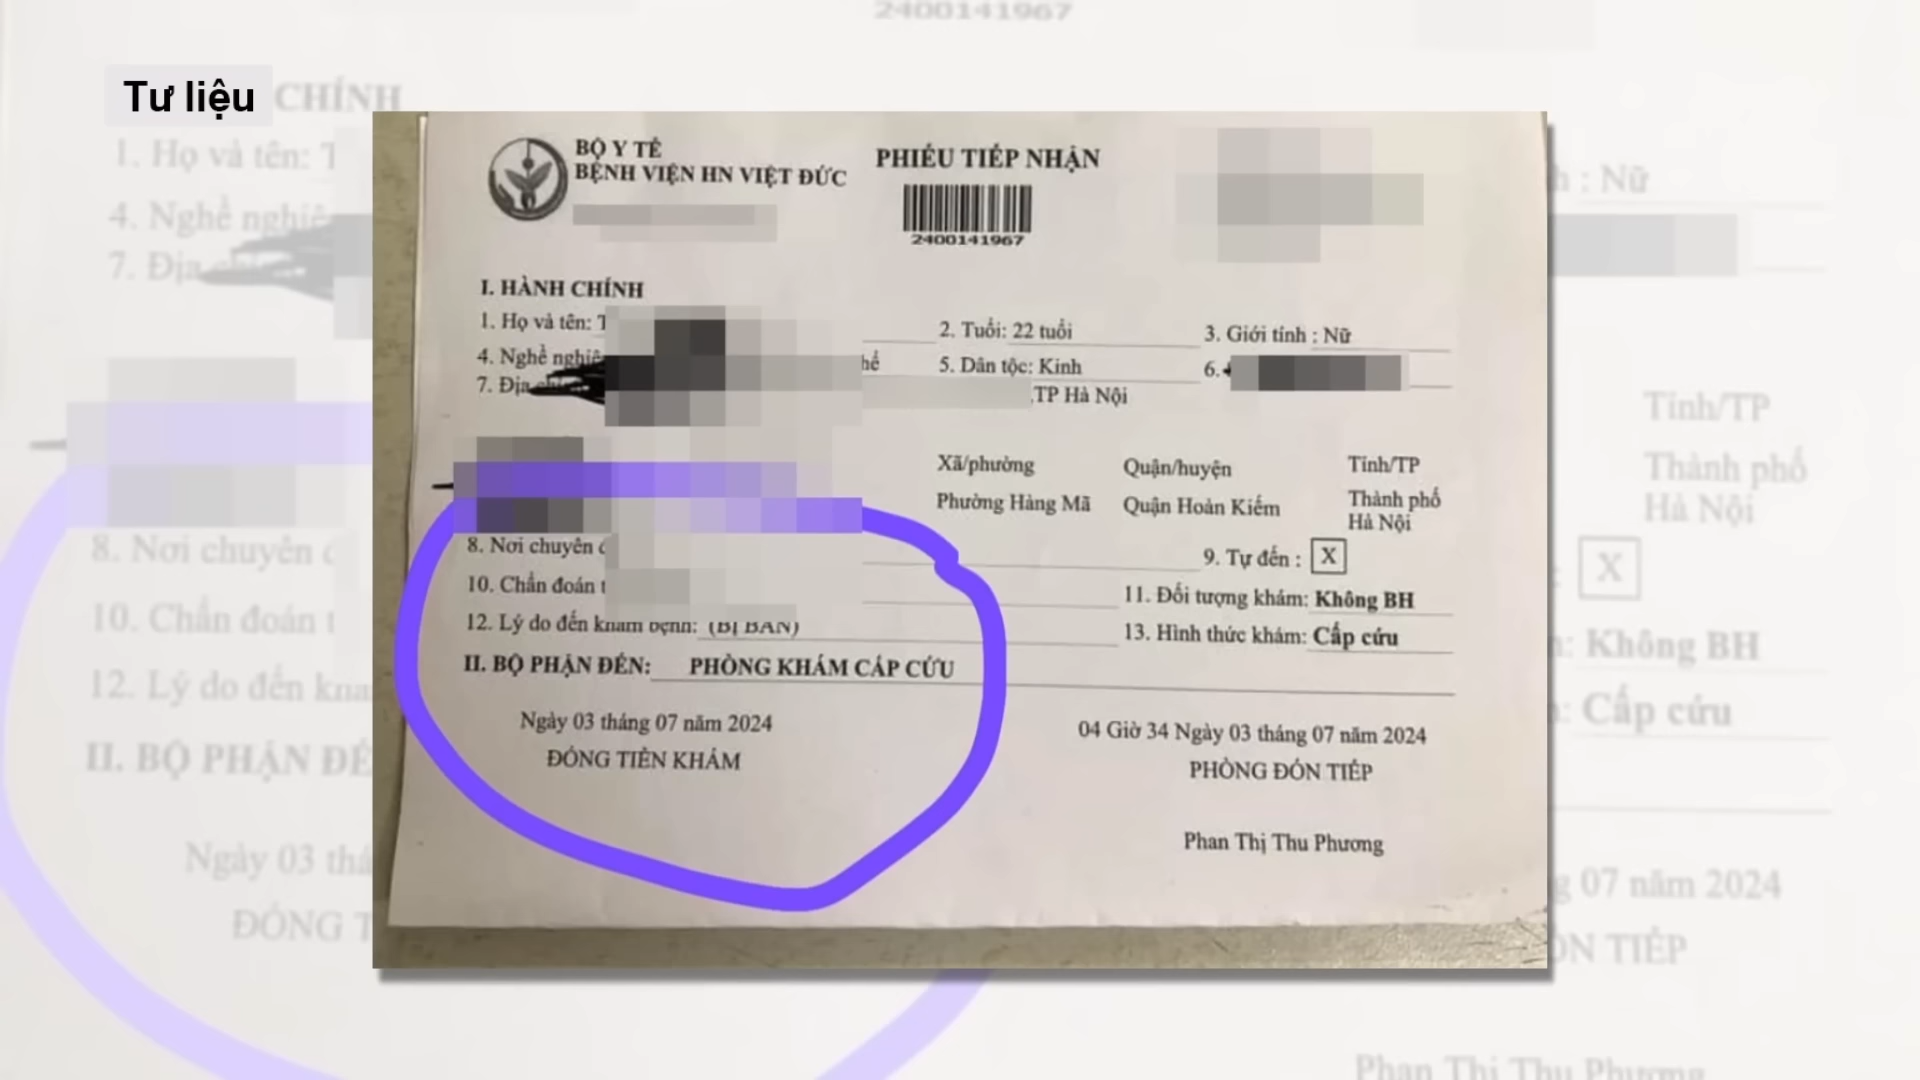 2400141967
Tư liệu
CHÍNH
1. Họ và tên: T
4. Nghề nghiệ
7. Địa
: Nữ
BỘ Y TẾ
BỆNH VIỆN HN VIỆT ĐỨC
PHIẾU TIẾP NHẬN
2400141967
I. HÀNH CHÍNH
1. Họ và tên: T
2. Tuổi: 22 tuổi
3. Giới tính : Nữ
4. Nghề nghiệ
hể
5. Dân tộc: Kinh
6.
7. Địa
TP Hà Nội
Xã/phường
Quận/huyện
Tỉnh/TP
Phường Hàng Mã
Quận Hoàn Kiếm
Thành phố
Hà Nội
8. Nơi chuyển đ
9. Tự đến : X
10. Chẩn đoán t
11. Đối tượng khám: Không BH
12. Lý do đến khám bệnh: (BỊ BẮN)
13. Hình thức khám: Cấp cứu
II. BỘ PHẬN ĐẾN: PHÒNG KHÁM CẤP CỨU
Ngày 03 tháng 07 năm 2024
ĐÓNG TIỀN KHÁM
04 Giờ 34 Ngày 03 tháng 07 năm 2024
PHÒNG ĐÓN TIẾP
Phan Thị Thu Phương
8. Nơi chuyển đ
10. Chẩn đoán t
12. Lý do đến khá
II. BỘ PHẬN ĐẾ
Ngày 03 thá
ĐÓNG T
Tỉnh/TP
Thành phố
Hà Nội
X
Không BH
Cấp cứu
07 năm 2024
ÓN TIẾP
Phan Thị Thu Phương